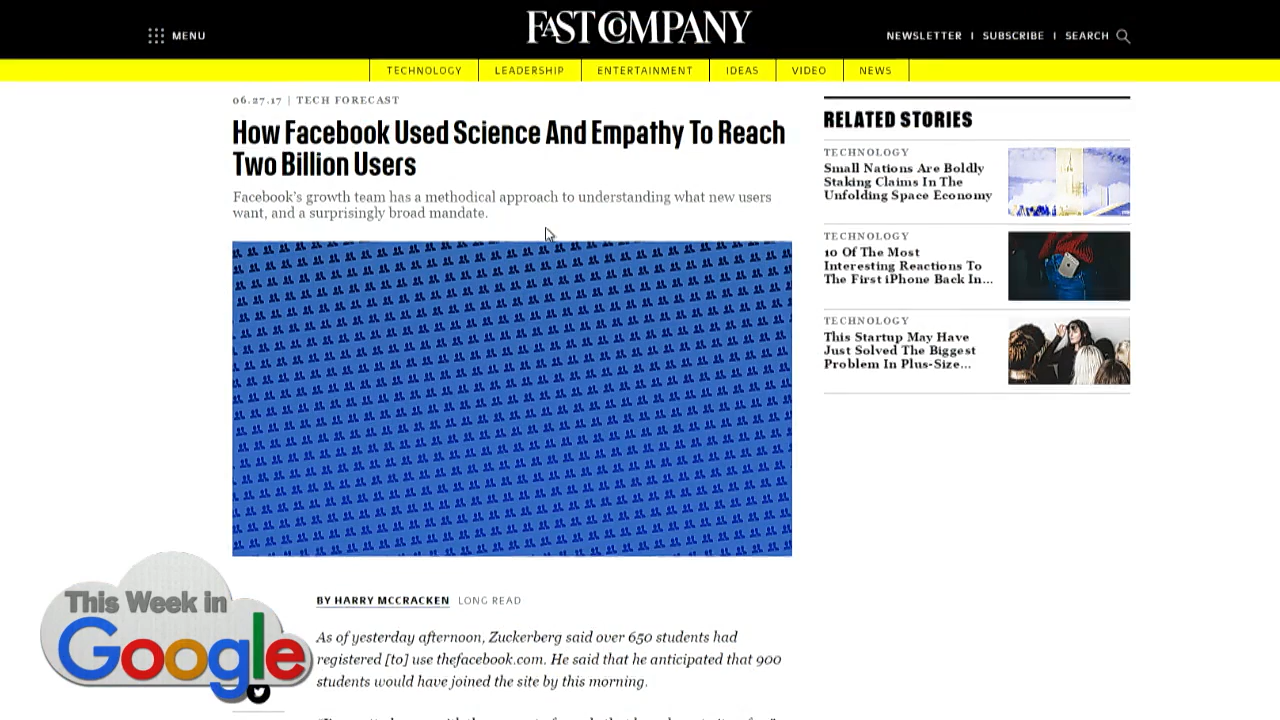 MENU
FAST COMPANY
NEWSLETTER | SUBSCRIBE | SEARCH
TECHNOLOGY
LEADERSHIP
ENTERTAINMENT
IDEAS
VIDEO
NEWS
06.27.17 | TECH FORECAST
How Facebook Used Science And Empathy To Reach
Two Billion Users
Facebook's growth team has a methodical approach to understanding what new users
want, and a surprisingly broad mandate.
BY HARRY MCCRACKEN LONG READ
As of yesterday afternoon, Zuckerberg said over 650 students had
registered [to] use thefacebook.com. He said that he anticipated that 900
students would have joined the site by this morning.
RELATED STORIES
TECHNOLOGY
Small Nations Are Boldly
Staking Claims In The
Unfolding Space Economy
TECHNOLOGY
10 Of The Most
Interesting Reactions To
The First iPhone Back In...
TECHNOLOGY
This Startup May Have
Just Solved The Biggest
Problem In Plus-Size...
This Week in
Google